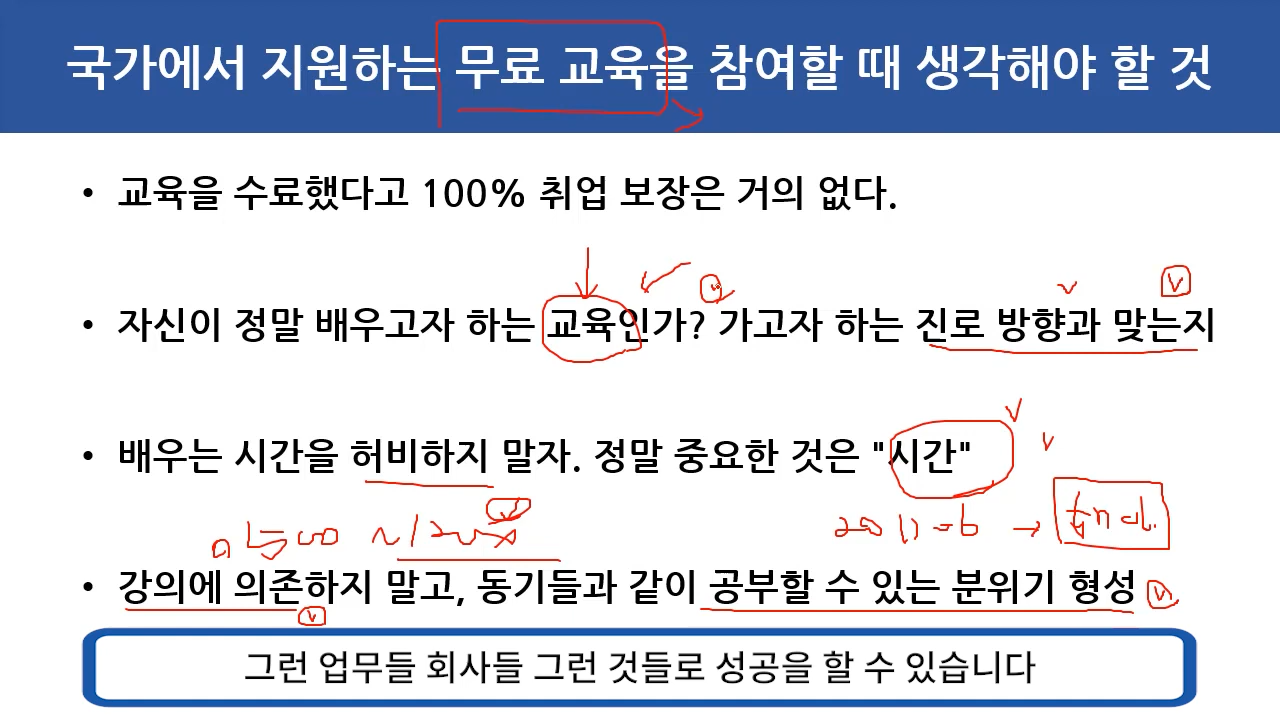 국가에서 지원하는 무료 교육을 참여할 때 생각해야 할 것
• 교육을 수료했다고 100% 취업 보장은 거의 없다.
• 자신이 정말 배우고자 하는 교육인가? 가고자 하는 진로 방향과 맞는지
• 배우는 시간을 허비하지 말자. 정말 중요한 것은 "시간"
• 강의에 의존하지 말고, 동기들과 같이 공부할 수 있는 분위기 형성
그런 업무들 회사들 그런 것들로 성공을 할 수 있습니다